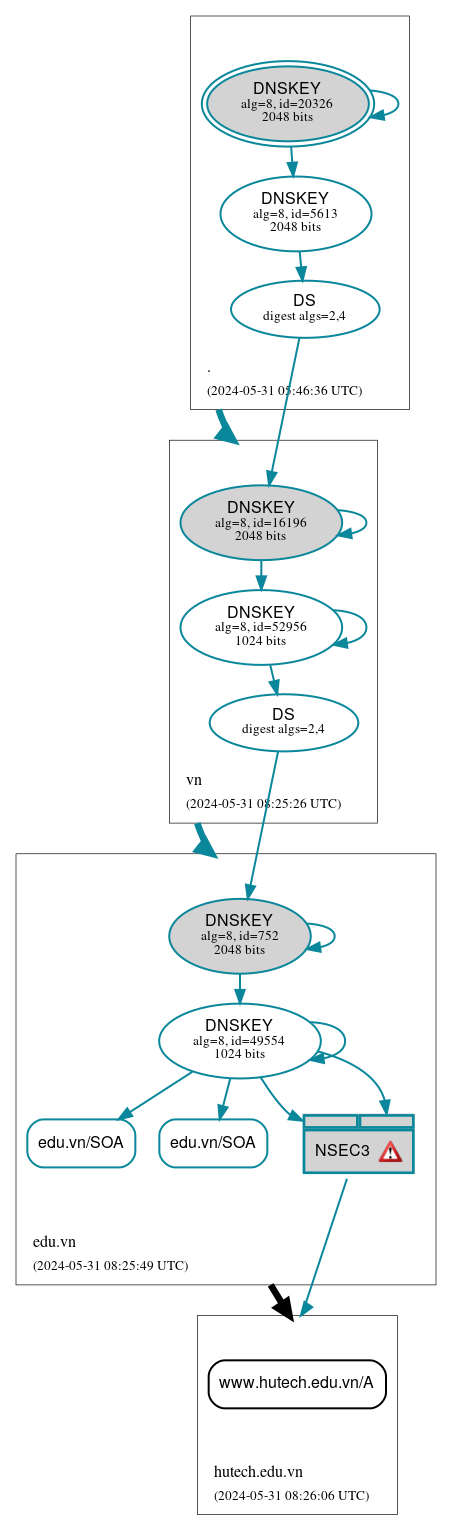 DNSKEY
alg=8, id=20326
2048 bits
DNSKEY
alg=8, id=5613
2048 bits
DS
digest algs=2,4
.
(2024-05-31 05:46:36 UTC)
DNSKEY
alg=8, id=16196
2048 bits
DNSKEY
alg=8, id=52956
1024 bits
DS
digest algs=2,4
vn
(2024-05-31 08:25:26 UTC)
DNSKEY
alg=8, id=752
2048 bits
DNSKEY
alg=8, id=49554
1024 bits
edu.vn/SOA
edu.vn/SOA
NSEC3
edu.vn
(2024-05-31 08:25:49 UTC)
www.hutech.edu.vn/A
hutech.edu.vn
(2024-05-31 08:26:06 UTC)